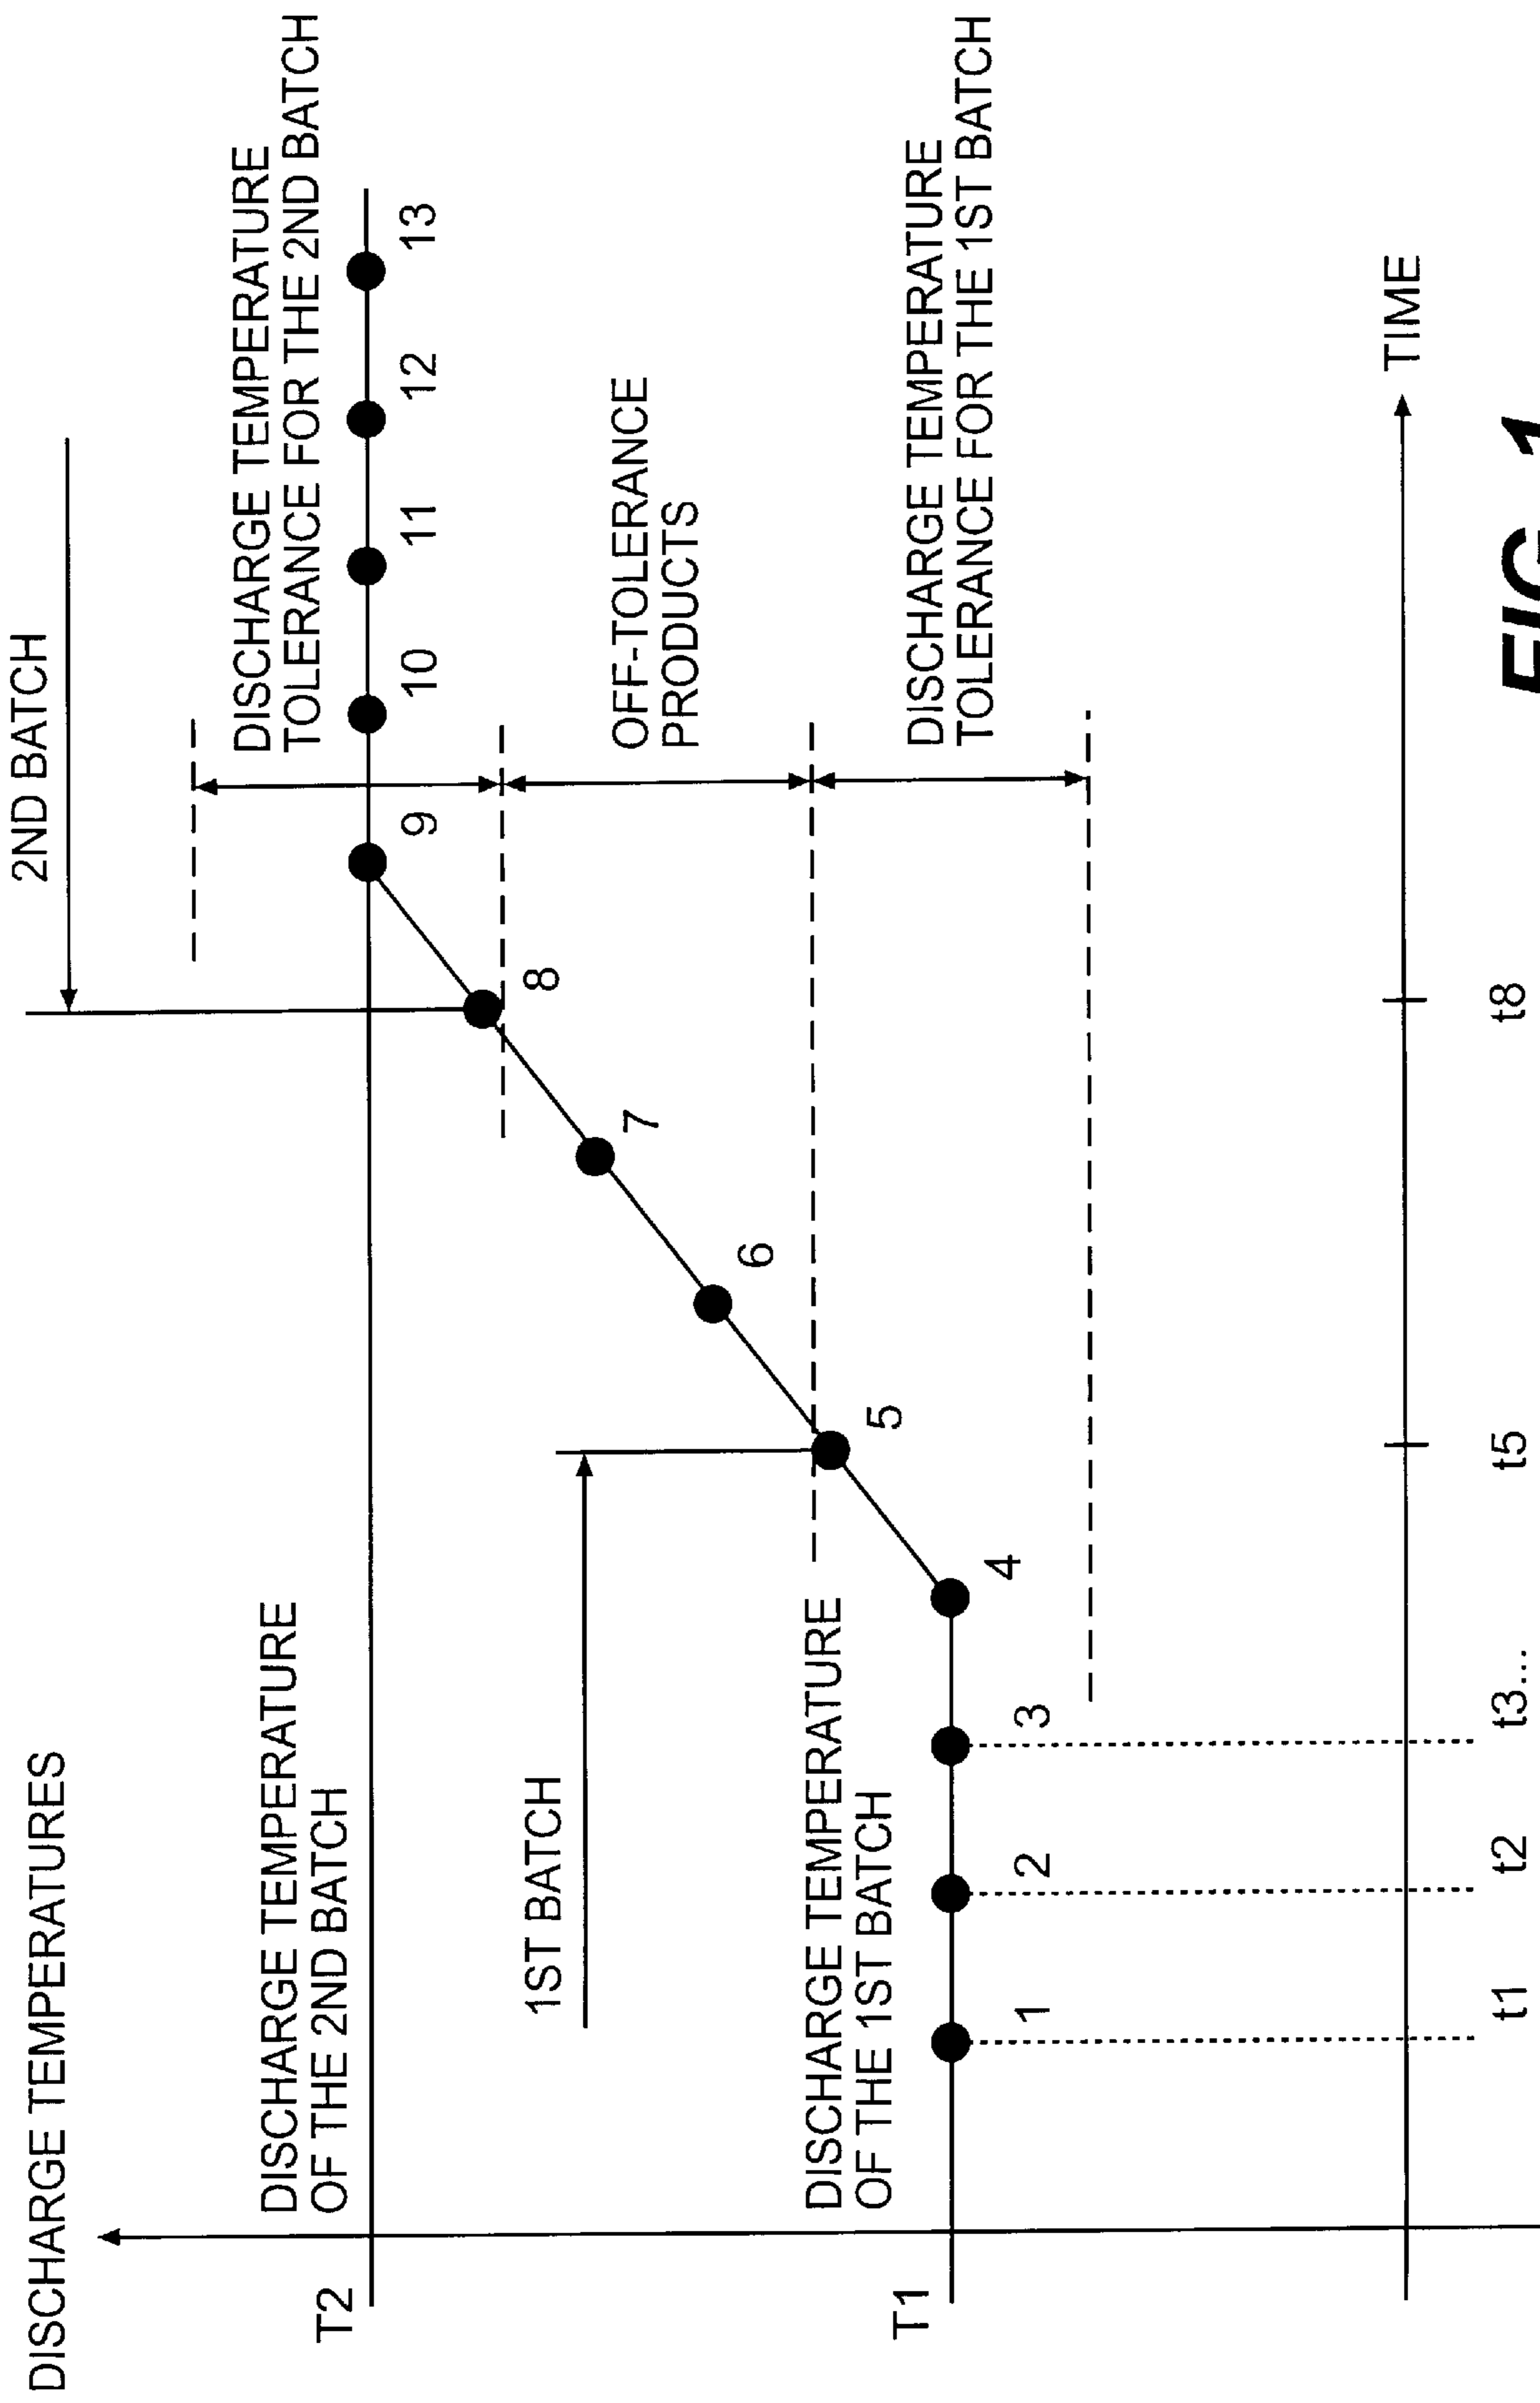 DISCHARGE TEMPERATURES
2ND BATCH
T2
DISCHARGE TEMPERATURE
OF THE 2ND BATCH
DISCHARGE TEMPERATURE
TOLERANCE FOR THE 2ND BATCH
9
10
11
12
13
8
1ST BATCH
7
OFF-TOLERANCE
PRODUCTS
6
T1
DISCHARGE TEMPERATURE
OF THE 1ST BATCH
5
DISCHARGE TEMPERATURE
TOLERANCE FOR THE 1ST BATCH
1
2
3
4
TIME
t1
t2
t3...
t5
t8
FIG. 1